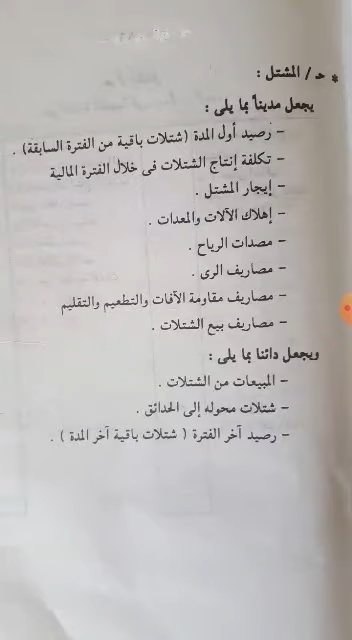 * حـ / المشتل :
يجعل مديناً بما يلى :
– رصيد أول المدة (شتلات باقية من الفترة السابقة) .
– تكلفة إنتاج الشتلات فى خلال الفترة المالية
– إيجار المشتل .
– إهلاك الآلات والمعدات .
– مصدات الرياح .
– مصاريف الرى .
– مصاريف مقاومة الآفات والتطعيم والتقليم
– مصاريف بيع الشتلات .
ويجعل دائنا بما يلى :
– المبيعات من الشتلات .
– شتلات محوله إلى الحدائق .
– رصيد آخر الفترة ( شتلات باقية آخر المدة ) .